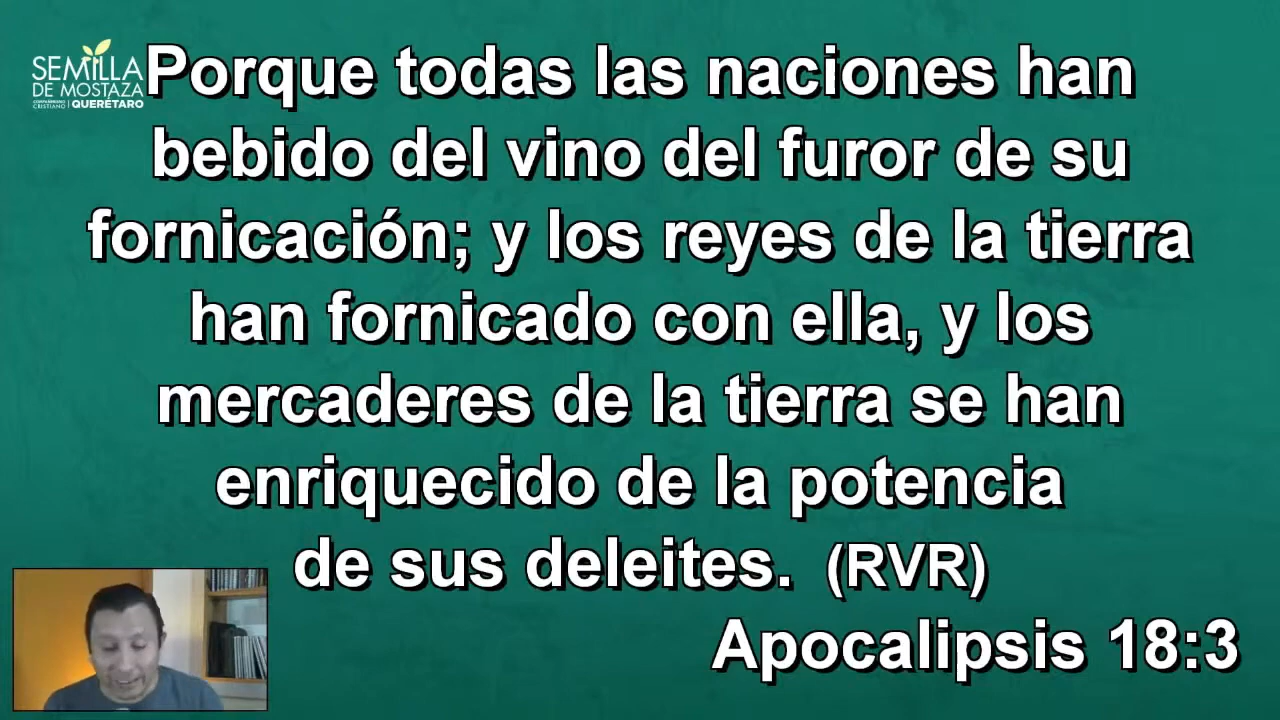 SEMILLA
DE MOSTAZA
COMPAÑERISMO
CRISTIANO | QUERÉTARO
Porque todas las naciones han
bebido del vino del furor de su
fornicación; y los reyes de la tierra
han fornicado con ella, y los
mercaderes de la tierra se han
enriquecido de la potencia
de sus deleites. (RVR)
Apocalipsis 18:3